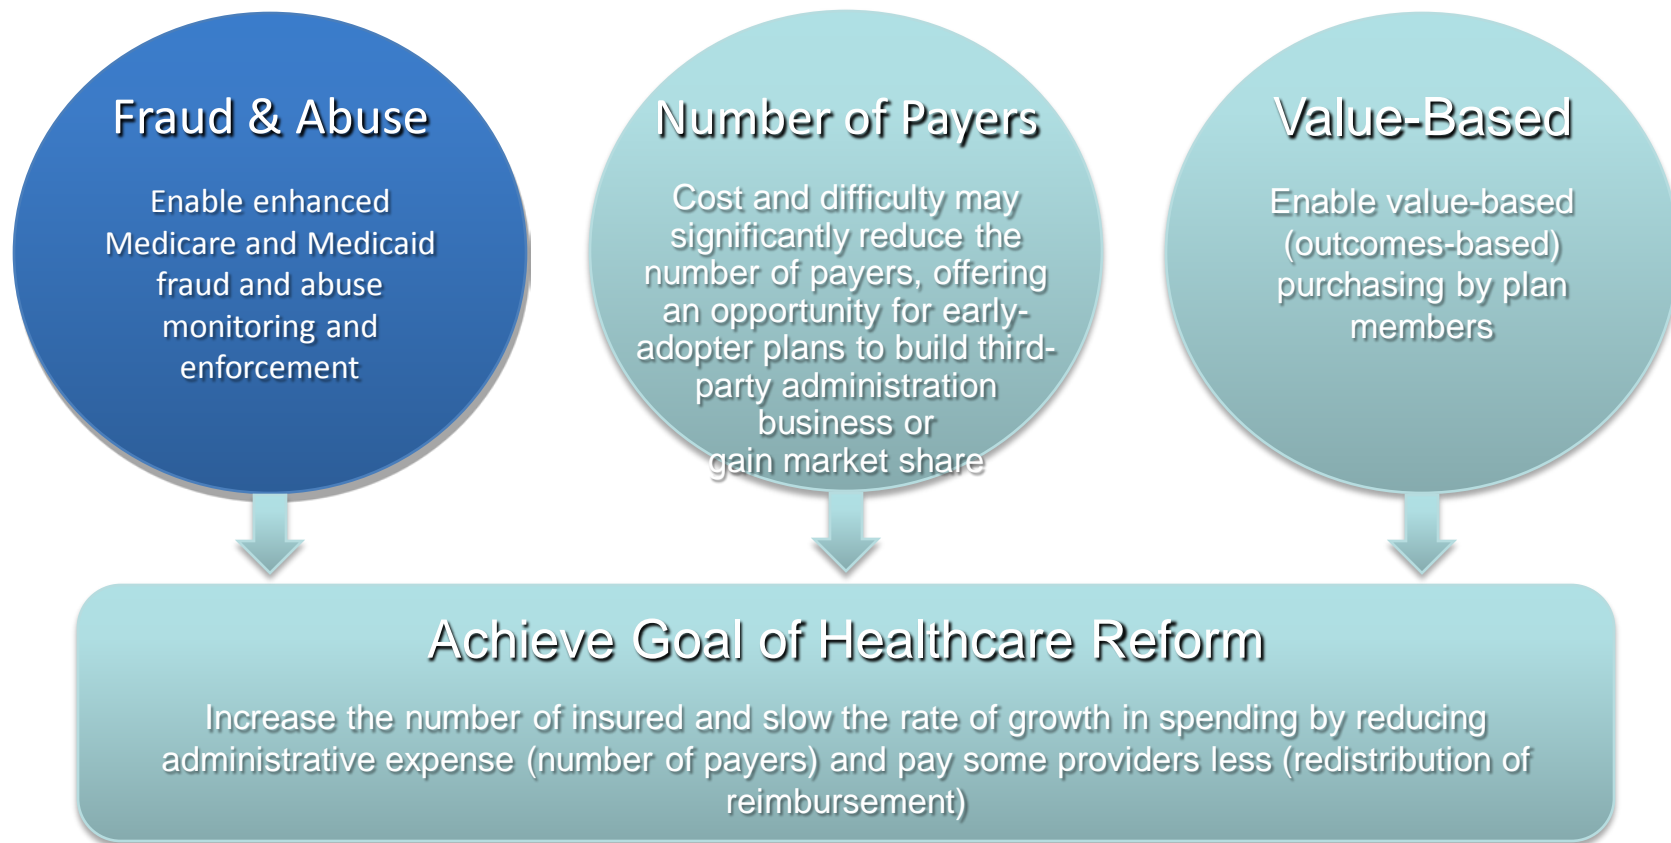 Fraud & Abuse
Enable enhanced
Medicare and Medicaid
fraud and abuse
monitoring and
enforcement
Number of Payers
Cost and difficulty may
significantly reduce the
number of payers, offering
an opportunity for early-
adopter plans to build third-
party administration
business or
gain market share
Value-Based
Enable value-based
(outcomes-based)
purchasing by plan
members
Achieve Goal of Healthcare Reform
Increase the number of insured and slow the rate of growth in spending by reducing
administrative expense (number of payers) and pay some providers less (redistribution of
reimbursement)